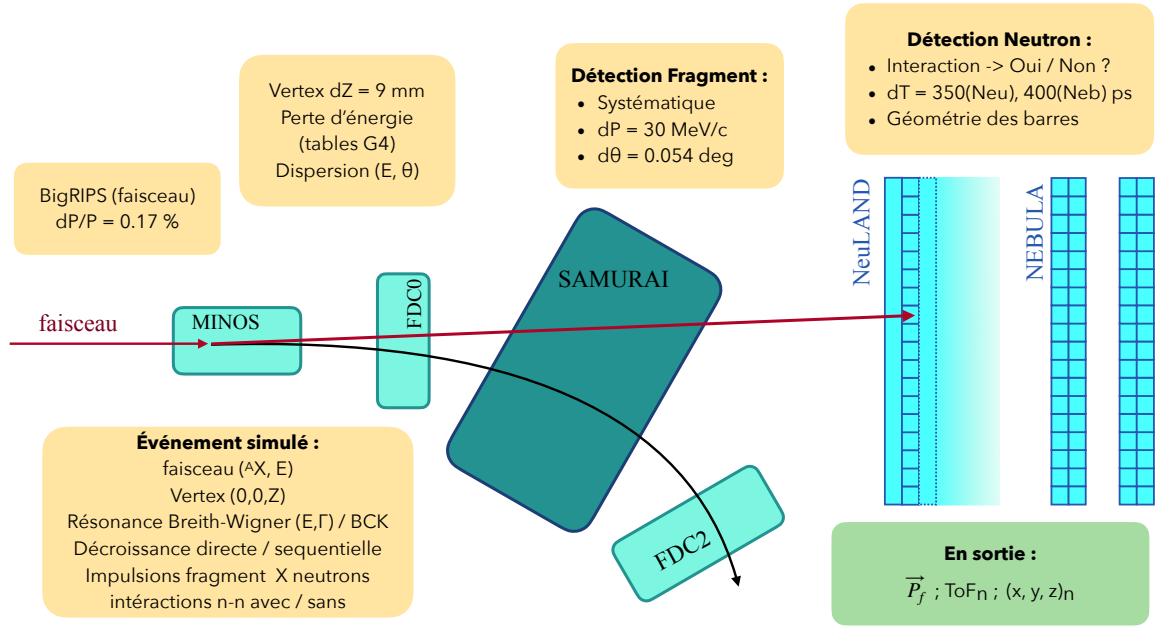 Détection Neutron :
• Interaction -> Oui / Non ?
• dT = 350(Neu), 400(Neb) ps
• Géométrie des barres
Détection Fragment :
• Systématique
• dP = 30 MeV/c
• dθ = 0.054 deg
Vertex dZ = 9 mm
Perte d'énergie
(tables G4)
Dispersion (E, θ)
BigRIPS (faisceau)
dP/P = 0.17 %
NeuLAND
NEBULA
SAMURAI
FDC0
faisceau
MINOS
FDC2
Événement simulé :
faisceau (ᴬX, E)
Vertex (0,0,Z)
Résonance Breith-Wigner (E,Γ) / BCK
Décroissance directe / sequentielle
Impulsions fragment X neutrons
intéractions n-n avec / sans
En sortie :
$\overrightarrow{P_f}$ ; ToFₙ ; (x, y, z)ₙ